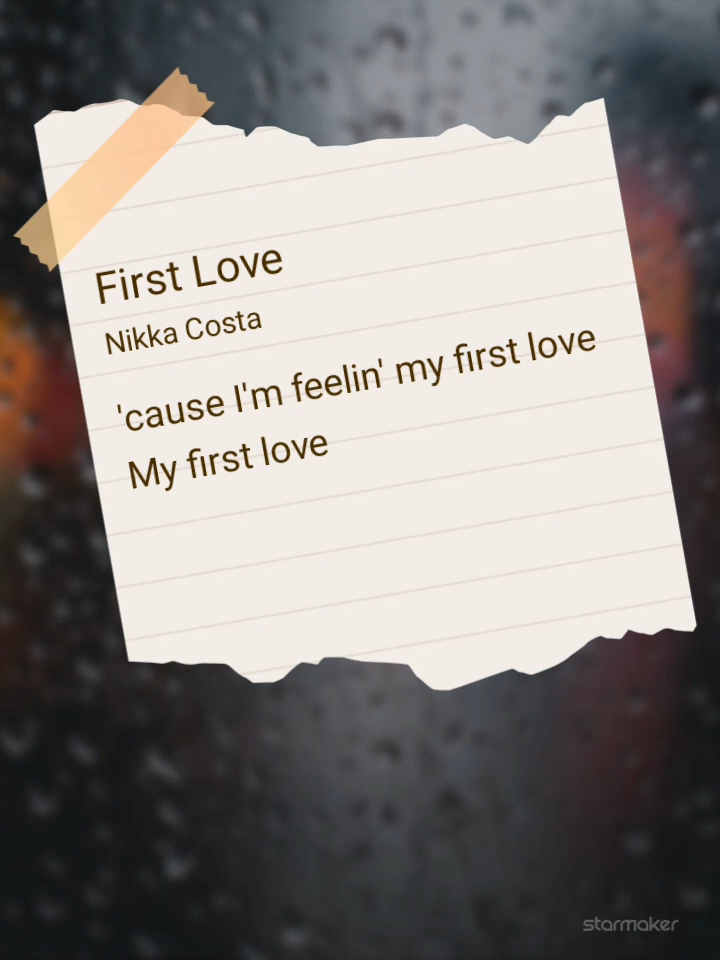 First Love
Nikka Costa
'cause I'm feelin' my first love
My first love
starmaker